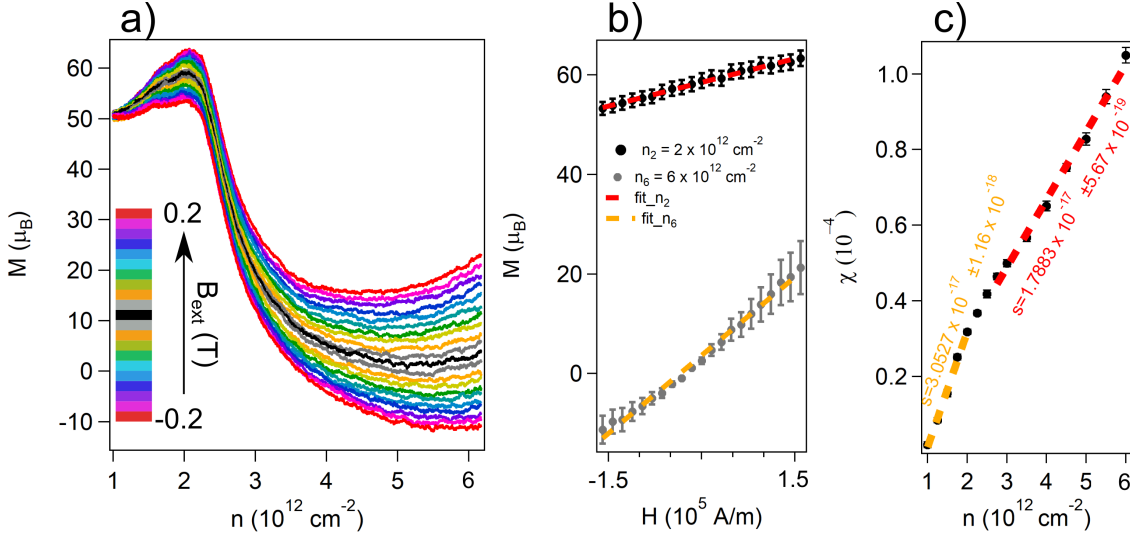 a)
b)
c)
M (μB)
60
50
40
30
20
10
0
-10
0.2
-0.2
Bext (T)
1
2
3
4
5
6
n (10^12 cm^-2)
M (μB)
60
40
20
0
n2 = 2 x 10^12 cm^-2
n6 = 6 x 10^12 cm^-2
fit_n2
fit_n6
-1.5
1.5
H (10^5 A/m)
χ (10^-4)
1.0
0.8
0.6
0.4
0.2
s=3.0527 x 10^-17 ±1.16 x 10^-18
s=1.7883 x 10^-17 ±5.67 x 10^-19
1
2
3
4
5
6
n (10^12 cm^-2)